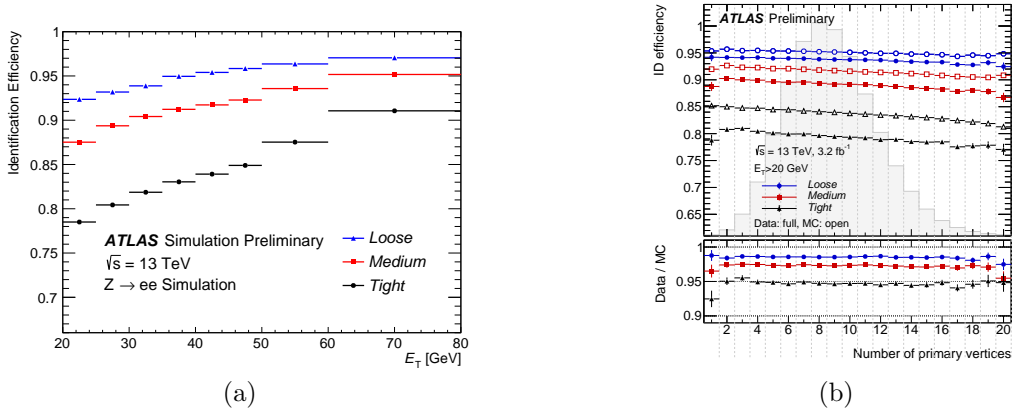 Identification Efficiency
1
0.95
0.9
0.85
0.8
0.75
0.7
ATLAS Simulation Preliminary
√s = 13 TeV
Z → ee Simulation
Loose
Medium
Tight
20 30 40 50 60 70 80
E_T [GeV]
(a)
ID efficiency
ATLAS Preliminary
0.95
0.9
0.85
0.8
0.75
0.7
0.65
√s = 13 TeV, 3.2 fb⁻¹
E_T>20 GeV
Loose
Medium
Tight
Data: full, MC: open
Data / MC
1
0.95
0.9
2 4 6 8 10 12 14 16 18 20
Number of primary vertices
(b)